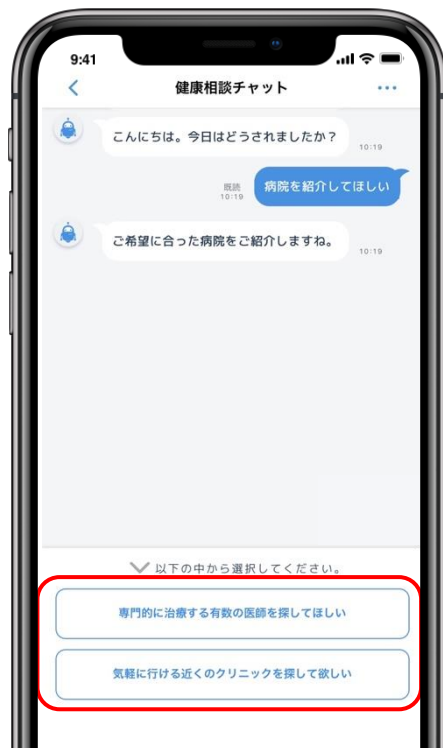 9:41
健康相談チャット
こんにちは。今日はどうされましたか？
10:19
既読
10:19
病院を紹介してほしい
ご希望に合った病院をご紹介しますね。
10:19
以下の中から選択してください。
専門的に治療する有数の医師を探してほしい
気軽に行ける近くのクリニックを探して欲しい